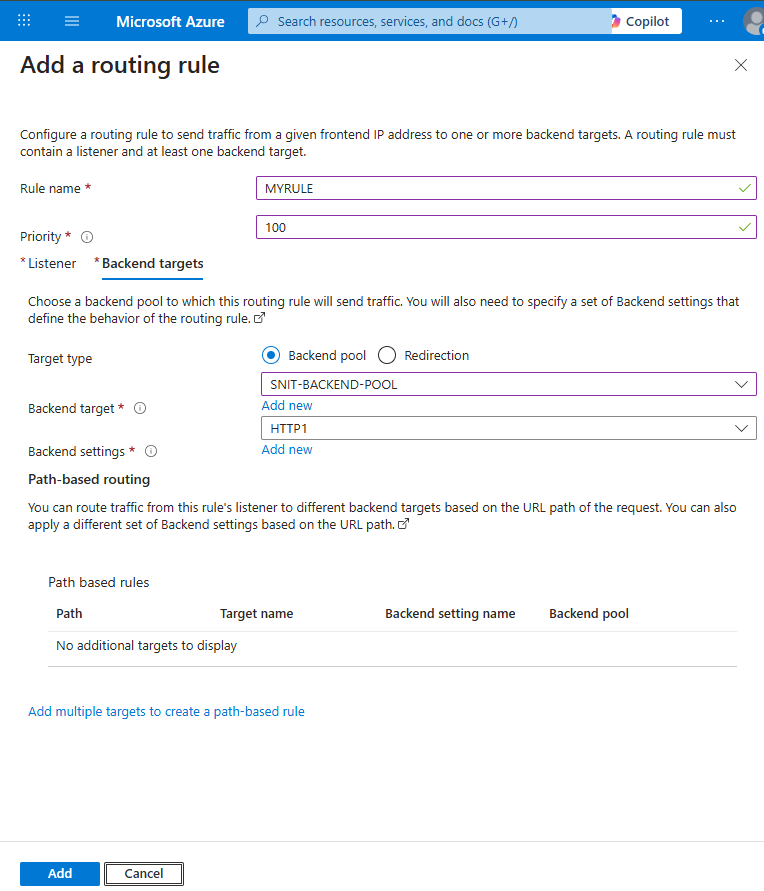 Microsoft Azure
Search resources, services, and docs (G+/)
Copilot
Add a routing rule
Configure a routing rule to send traffic from a given frontend IP address to one or more backend targets. A routing rule must
contain a listener and at least one backend target.
Rule name *
MYRULE
Priority *
100
* Listener
* Backend targets
Choose a backend pool to which this routing rule will send traffic. You will also need to specify a set of Backend settings that
define the behavior of the routing rule.
Target type
Backend pool
Redirection
SNIT-BACKEND-POOL
Backend target *
Add new
HTTP1
Backend settings *
Add new
Path-based routing
You can route traffic from this rule's listener to different backend targets based on the URL path of the request. You can also
apply a different set of Backend settings based on the URL path.
Path based rules
Path Target name Backend setting name Backend pool
No additional targets to display
Add multiple targets to create a path-based rule
Add
Cancel